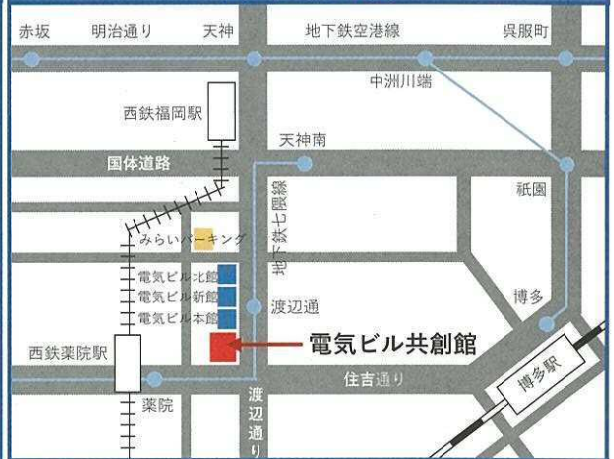 赤坂
明治通り
天神
地下鉄空港線
呉服町
中洲川端
西鉄福岡駅
天神南
国体道路
祇園
地下鉄七隈線
みらいパーキング
電気ビル北館
電気ビル新館
電気ビル本館
渡辺通
博多
電気ビル共創館
西鉄薬院駅
博多駅
住吉通り
薬院
渡辺通り